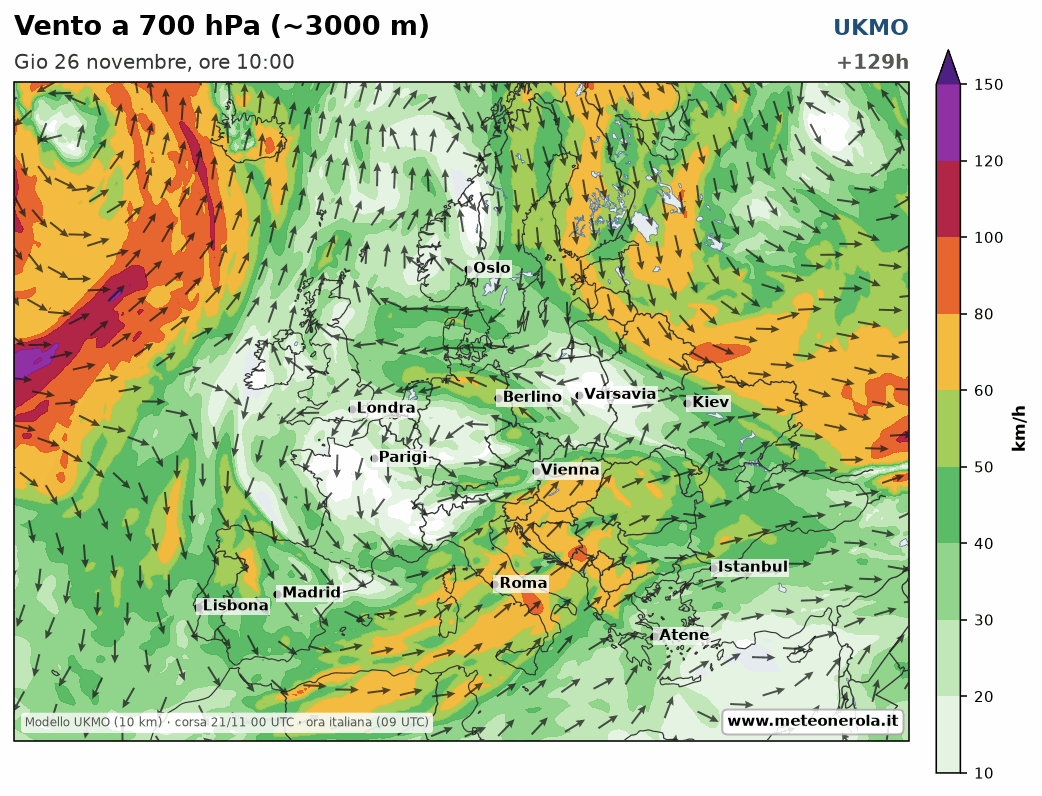 Vento a 700 hPa (~3000 m)
UKMO
Gio 26 novembre, ore 10:00
+129h
150
120
100
80
60
50
40
30
20
10
km/h
Oslo
Berlino
Varsavia
Kiev
Londra
Parigi
Vienna
Istanbul
Roma
Madrid
Lisbona
Atene
Modello UKMO (10 km) · corsa 21/11 00 UTC · ora italiana (09 UTC)
www.meteonerola.it